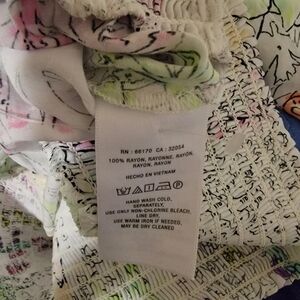 RN : 66170 CA : 32054
100% RAYON, RAYONNE, RAYON,
RAYON, RAYON
HECHO EN VIETNAM
HAND WASH COLD,
SEPARATELY,
USE ONLY NON-CHLORINE BLEACH,
LINE DRY,
USE WARM IRON IF NEEDED,
MAY BE DRY CLEANED